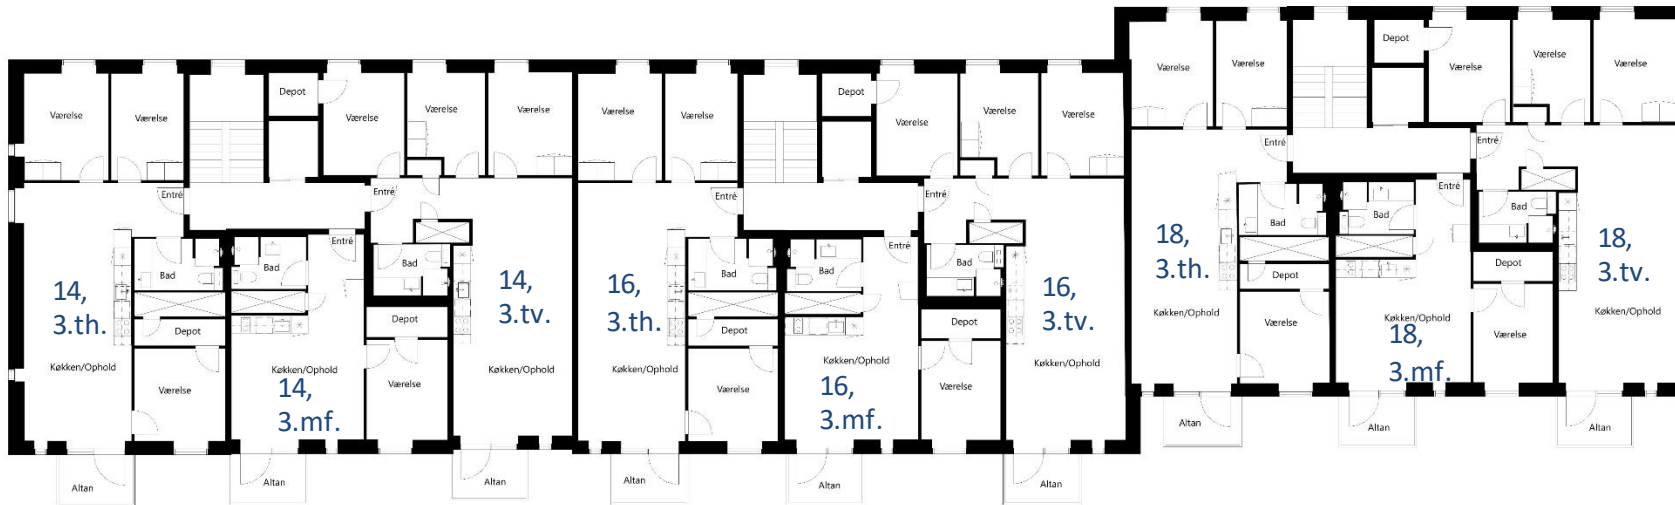 Depot
Værelse
Værelse
Værelse
Værelse
Værelse
Depot
Værelse
Værelse
Værelse
Værelse
Værelse
Depot
Værelse
Værelse
Værelse
Værelse
Værelse
Depot
Entré
Entré
Entré
Bad
Bad
Bad
14,
3.th.
14,
3.tv.
Depot
Depot
Køkken/Ophold
Køkken/Ophold
Køkken/Ophold
14,
3.mf.
Værelse
Værelse
Altan
Altan
Altan
Entré
Entré
Entré
Bad
Bad
Bad
16,
3.th.
16,
3.tv.
Depot
Depot
Køkken/Ophold
Køkken/Ophold
Køkken/Ophold
16,
3.mf.
Værelse
Værelse
Altan
Altan
Altan
Entré
Entré
Entré
Bad
Bad
Bad
18,
3.th.
18,
3.tv.
Depot
Depot
Køkken/Ophold
Køkken/Ophold
Køkken/Ophold
18,
3.mf.
Værelse
Værelse
Altan
Altan
Altan